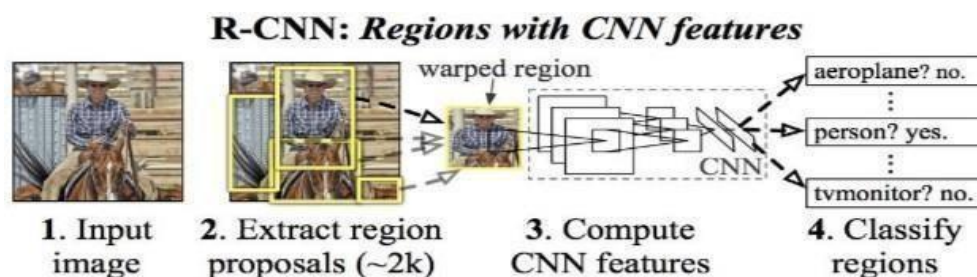 R-CNN: Regions with CNN features
warped region
aeroplane? no.
person? yes.
tvmonitor? no.
CNN
1. Input
image
2. Extract region
proposals (~2k)
3. Compute
CNN features
4. Classify
regions